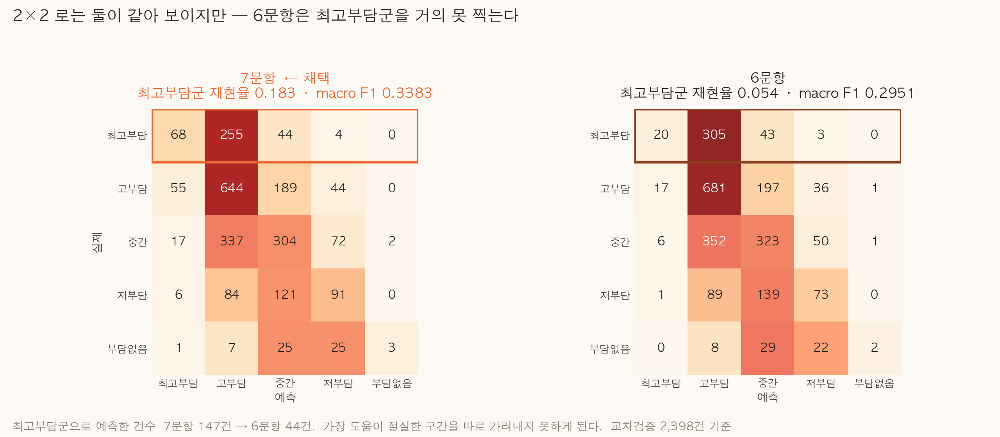 2×2 로는 둘이 같아 보이지만 — 6문항은 최고부담군을 거의 못 찍는다
7문항 ← 채택
최고부담군 재현율 0.183 · macro F1 0.3383
최고부담 68 255 44 4 0
고부담 55 644 189 44 0
중간 17 337 304 72 2
저부담 6 84 121 91 0
부담없음 1 7 25 25 3
최고부담 고부담 중간 저부담 부담없음
예측
실제
6문항
최고부담군 재현율 0.054 · macro F1 0.2951
최고부담 20 305 43 3 0
고부담 17 681 197 36 1
중간 6 352 323 50 1
저부담 1 89 139 73 0
부담없음 0 8 29 22 2
최고부담 고부담 중간 저부담 부담없음
예측
최고부담군으로 예측한 건수 7문항 147건 → 6문항 44건. 가장 도움이 절실한 구간을 따로 가려내지 못하게 된다. 교차검증 2,398건 기준